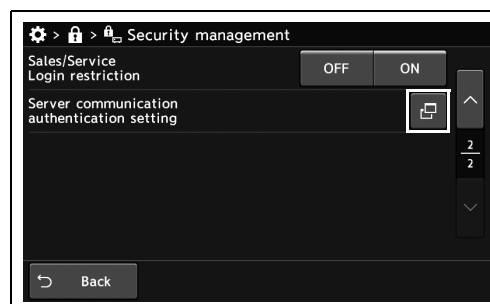 > > Security management
Sales/Service
Login restriction
OFF
ON
Server communication
authentication setting
2
2
Back